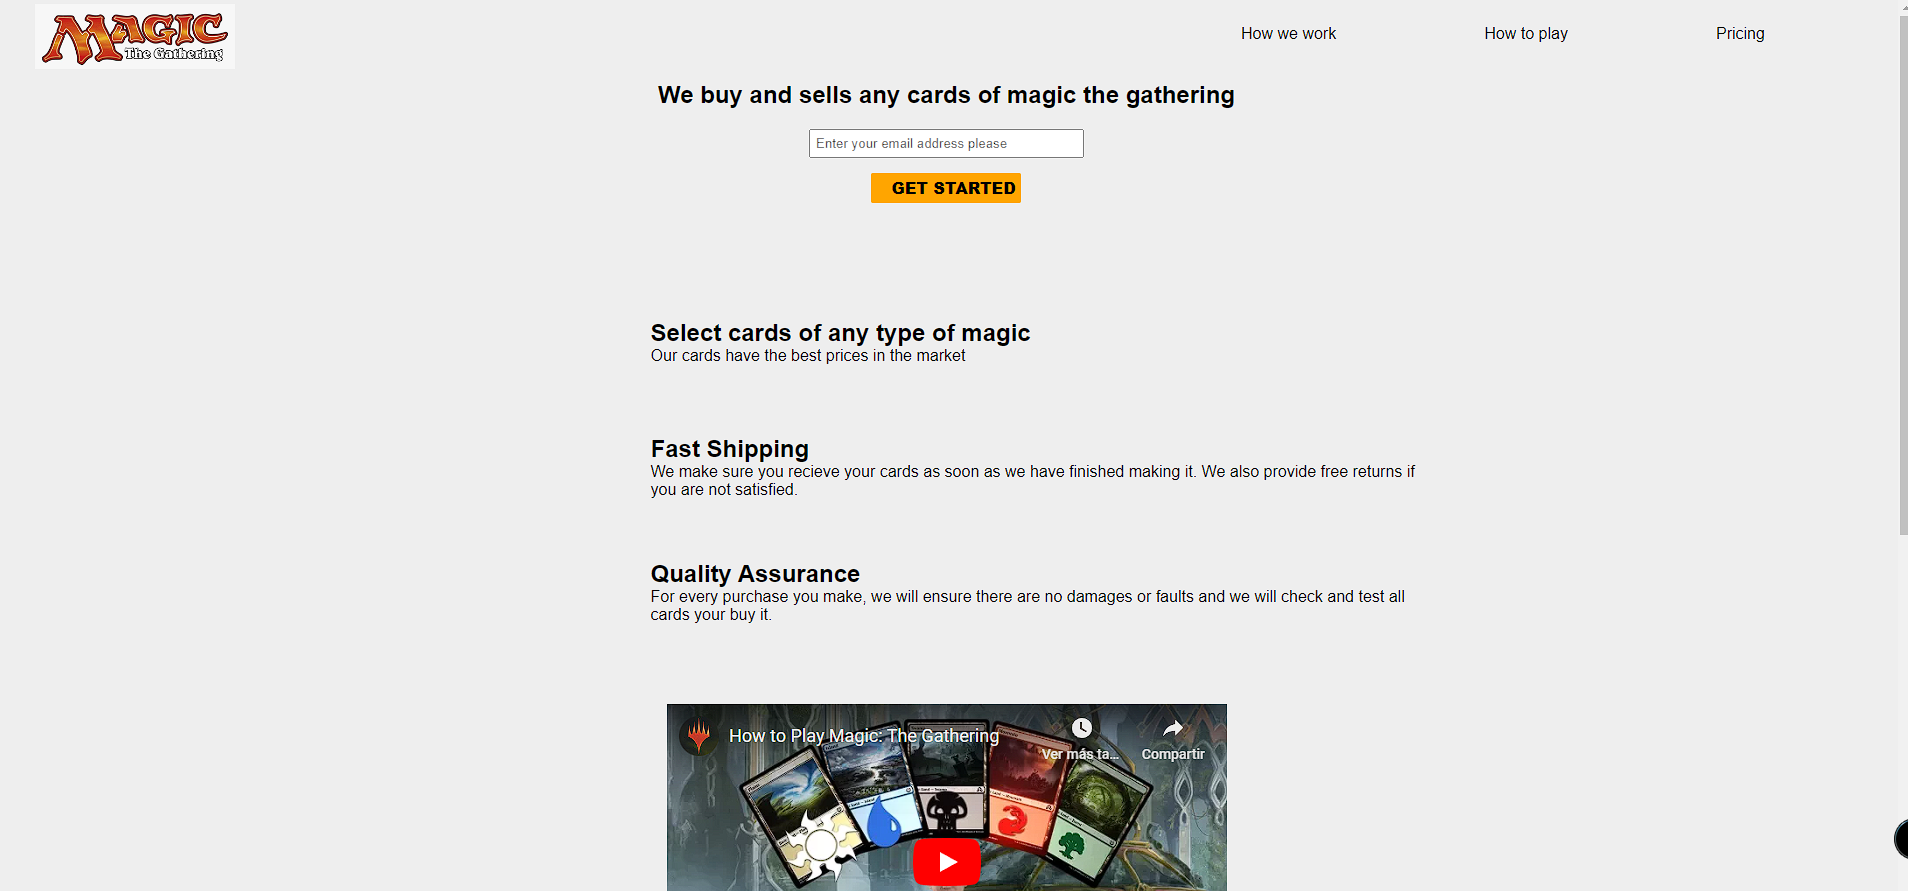 MAGIC
The Gathering
How we work
How to play
Pricing
We buy and sells any cards of magic the gathering
Enter your email address please
GET STARTED
Select cards of any type of magic
Our cards have the best prices in the market
Fast Shipping
We make sure you recieve your cards as soon as we have finished making it. We also provide free returns if
you are not satisfied.
Quality Assurance
For every purchase you make, we will ensure there are no damages or faults and we will check and test all
cards your buy it.
How to Play Magic: The Gathering
Ver más ta...
Compartir